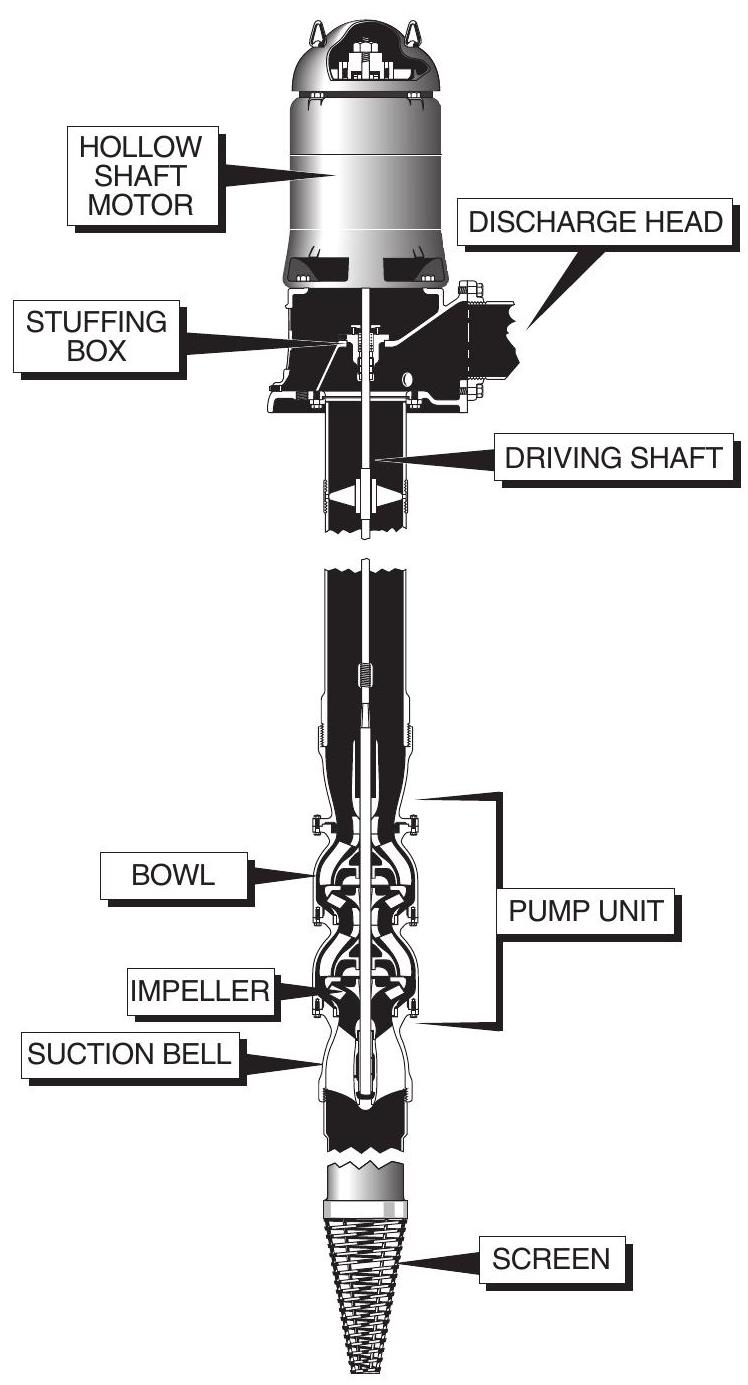 HOLLOW
SHAFT
MOTOR
DISCHARGE HEAD
STUFFING
BOX
DRIVING SHAFT
BOWL
PUMP UNIT
IMPELLER
SUCTION BELL
SCREEN